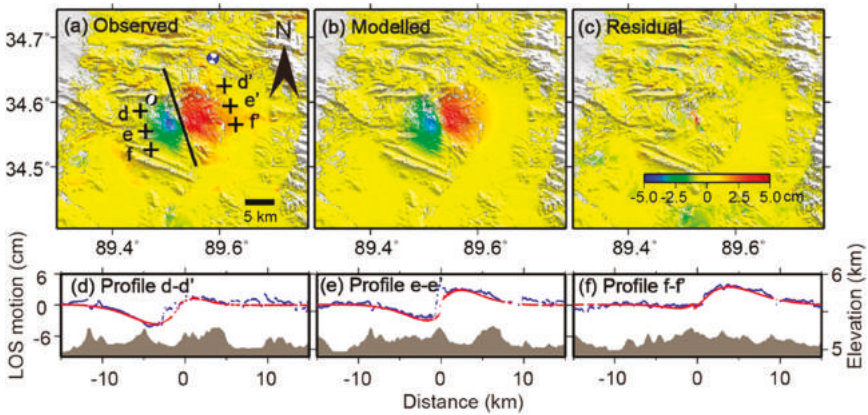 (a) Observed
(b) Modelled
(c) Residual
N
34.7°
34.6°
34.5°
d
e
f
d'
e'
f'
5 km
-5.0 -2.5 0 2.5 5.0 cm
89.4° 89.6° 89.4° 89.6° 89.4° 89.6°
(d) Profile d-d'
(e) Profile e-e'
(f) Profile f-f'
LOS motion (cm)
6
0
-6
6
5
Elevation (km)
-10 0 10 -10 0 10 -10 0 10
Distance (km)